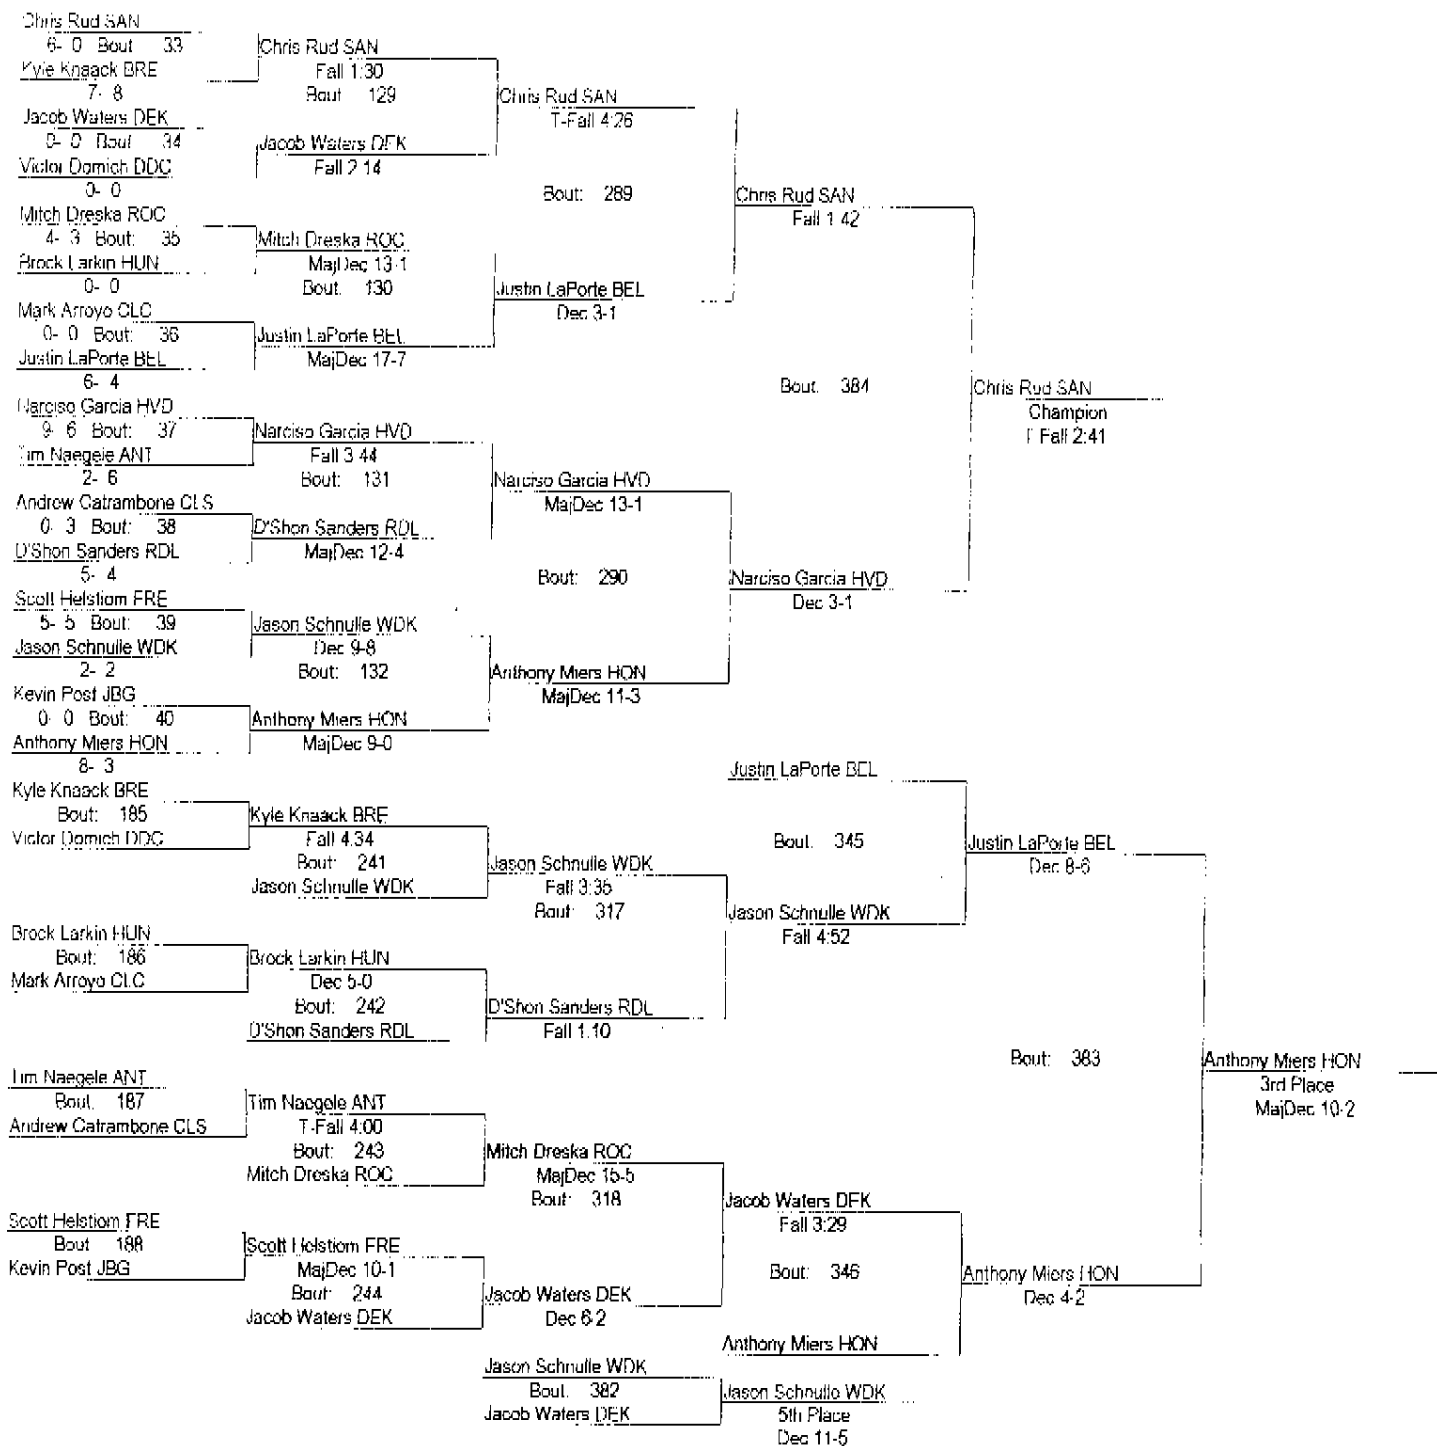 Chris Rud SAN
6- 0 Bout 33
Kyle Knaack BRE
7- 8
Jacob Waters DEK
0- 0 Bout 34
Victor Domich DDC
0- 0
Mitch Dreska ROC
4- 3 Bout: 35
Brock Larkin HUN
0- 0
Mark Arroyo CLC
0- 0 Bout: 36
Justin LaPorte BEL
6- 4
Narciso Garcia HVD
9- 6 Bout: 37
Tim Naegele ANT
2- 6
Andrew Catrambone CLS
0- 3 Bout: 38
D'Shon Sanders RDL
5- 4
Scott Helstiom FRE
5- 5 Bout: 39
Jason Schnulle WDK
2- 2
Kevin Post JBG
0- 0 Bout: 40
Anthony Miers HON
8- 3
Chris Rud SAN
Fall 1:30
Bout 129
Jacob Waters DEK
Fall 2:14
Mitch Dreska ROC
MajDec 13-1
Bout: 130
Justin LaPorte BEL
MajDec 17-7
Narciso Garcia HVD
Fall 3:44
Bout: 131
D'Shon Sanders RDL
MajDec 12-4
Jason Schnulle WDK
Dec 9-8
Bout: 132
Anthony Miers HON
MajDec 9-0
Chris Rud SAN
T-Fall 4:26
Bout: 289
Justin LaPorte BEL
Dec 3-1
Narciso Garcia HVD
MajDec 13-1
Bout: 290
Anthony Miers HON
MajDec 11-3
Chris Rud SAN
Fall 1:42
Bout: 384
Narciso Garcia HVD
Dec 3-1
Chris Rud SAN
Champion
Fall 2:41
Kyle Knaack BRE
Bout: 185
Victor Domich DDC
Brock Larkin HUN
Bout: 186
Mark Arroyo CLC
Tim Naegele ANT
Bout: 187
Andrew Catrambone CLS
Scott Helstiom FRE
Bout 188
Kevin Post JBG
Kyle Knaack BRE
Fall 4:34
Bout: 241
Jason Schnulle WDK
Brock Larkin HUN
Dec 5-0
Bout: 242
D'Shon Sanders RDL
Tim Naegele ANT
T-Fall 4:00
Bout: 243
Mitch Dreska ROC
Scott Helstiom FRE
MajDec 10-1
Bout: 244
Jacob Waters DEK
Jason Schnulle WDK
Fall 3:35
Bout: 317
D'Shon Sanders RDL
Fall 1:10
Mitch Dreska ROC
MajDec 15-5
Bout: 318
Jacob Waters DEK
Dec 6-2
Justin LaPorte BEL
Bout: 345
Jason Schnulle WDK
Fall 4:52
Jacob Waters DEK
Fall 3:29
Bout: 346
Anthony Miers HON
Justin LaPorte BEL
Dec 8-6
Bout: 383
Anthony Miers HON
Dec 4-2
Anthony Miers HON
3rd Place
MajDec 10-2
Jason Schnulle WDK
Bout: 382
Jacob Waters DEK
Jason Schnulle WDK
5th Place
Dec 11-5